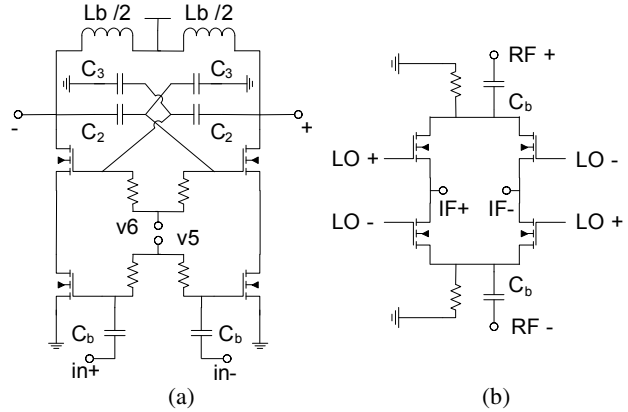 Lb /2 Lb /2
C₃ C₃
- +
C₂ C₂
v6 v5
Cb Cb
in+ in-
(a)
RF +
Cb
LO + LO -
IF+ IF-
LO - LO +
Cb
RF -
(b)